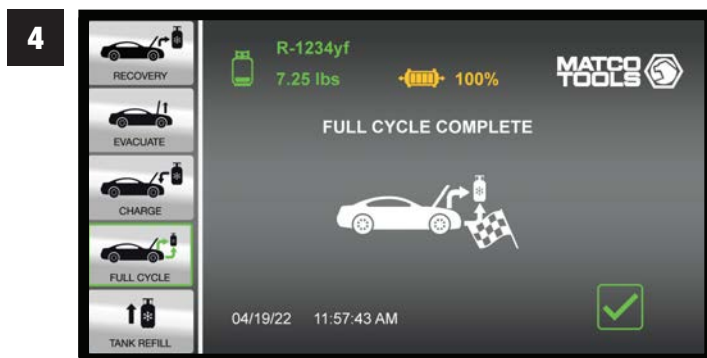 4
RECOVERY
EVACUATE
CHARGE
FULL CYCLE
TANK REFILL
R-1234yf
7.25 lbs
100%
MATCO
TOOLS
FULL CYCLE COMPLETE
04/19/22 11:57:43 AM